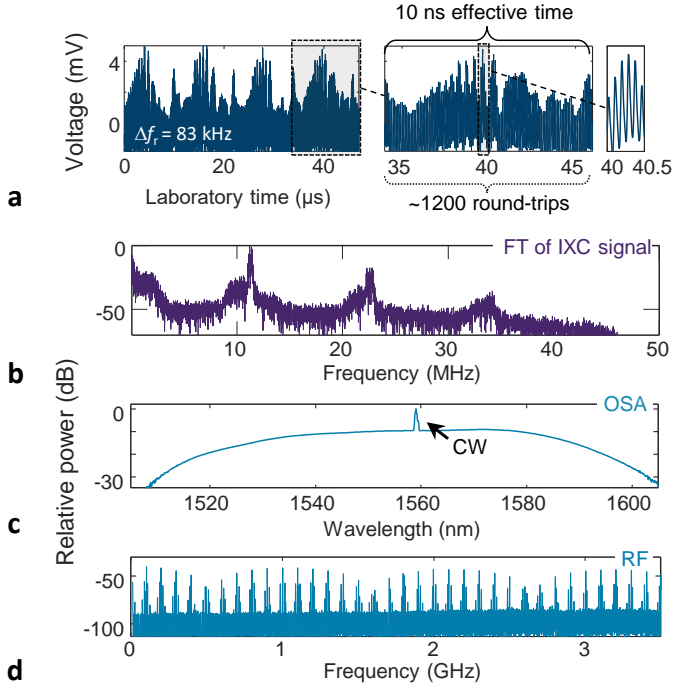 10 ns effective time
Voltage (mV)
4
0
Δfr = 83 kHz
0
20
40
35
40
45
40
40.5
Laboratory time (µs)
~1200 round-trips
a
0
-50
FT of IXC signal
10
20
30
40
50
Frequency (MHz)
b
Relative power (dB)
0
-30
OSA
CW
1520
1540
1560
1580
1600
Wavelength (nm)
c
-50
-100
RF
0
1
2
3
Frequency (GHz)
d